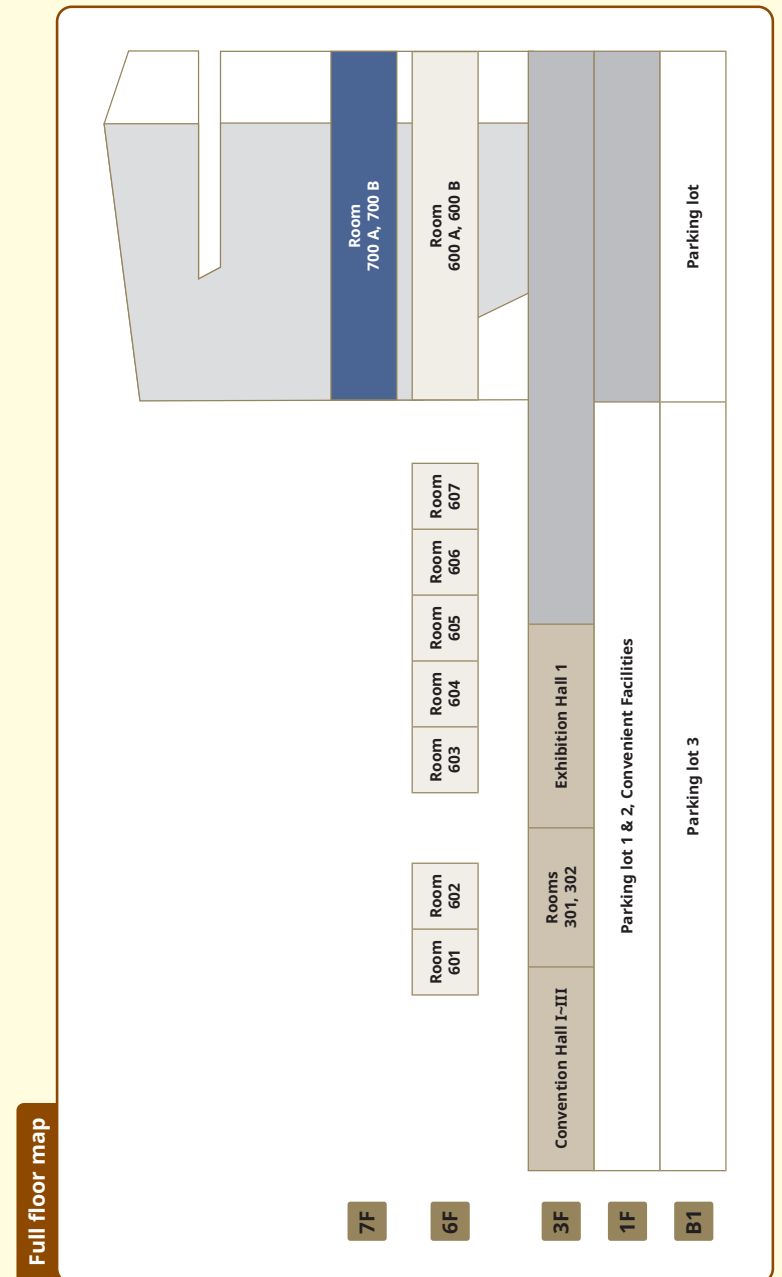 Full floor map
7F
Room
700 A, 700 B
6F
Room
601
Room
602
Room
603
Room
604
Room
605
Room
606
Room
607
Room
600 A, 600 B
3F
Convention Hall I~III
Rooms
301, 302
Exhibition Hall 1
1F
Parking lot 1 & 2, Convenient Facilities
B1
Parking lot 3
Parking lot